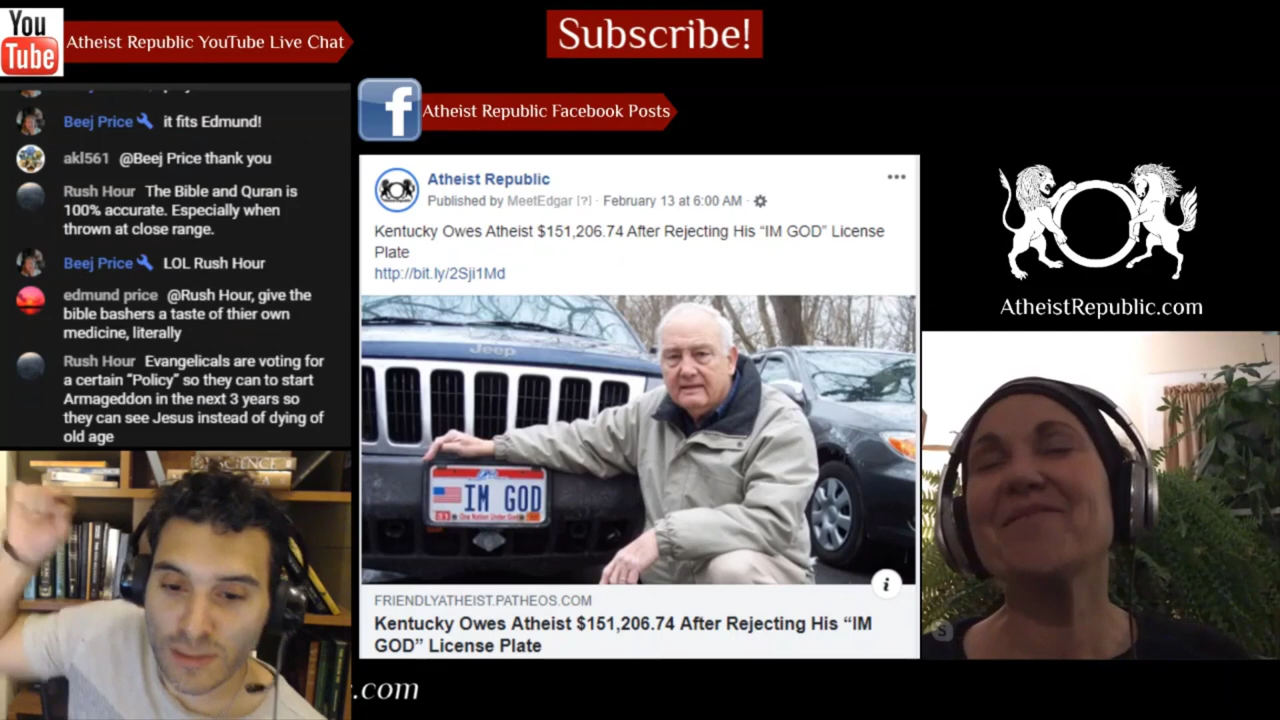 You
Tube
Atheist Republic YouTube Live Chat
Subscribe!
Atheist Republic Facebook Posts
Beej Price it fits Edmund!
akl561 @Beej Price thank you
Rush Hour The Bible and Quran is
100% accurate. Especially when
thrown at close range.
Beej Price LOL Rush Hour
edmund price @Rush Hour, give the
bible bashers a taste of thier own
medicine, literally
Rush Hour Evangelicals are voting for
a certain “Policy” so they can to start
Armageddon in the next 3 years so
they can see Jesus instead of dying of
old age
f
Atheist Republic
Published by MeetEdgar [?] · February 13 at 6:00 AM ·
Kentucky Owes Atheist $151,206.74 After Rejecting His “IM GOD” License
Plate
http://bit.ly/2Sji1Md
Jeep
IM GOD
One Nation Under God
i
FRIENDLYATHEIST.PATHEOS.COM
Kentucky Owes Atheist $151,206.74 After Rejecting His “IM
GOD” License Plate
AtheistRepublic.com
SCIENCE
S
.com